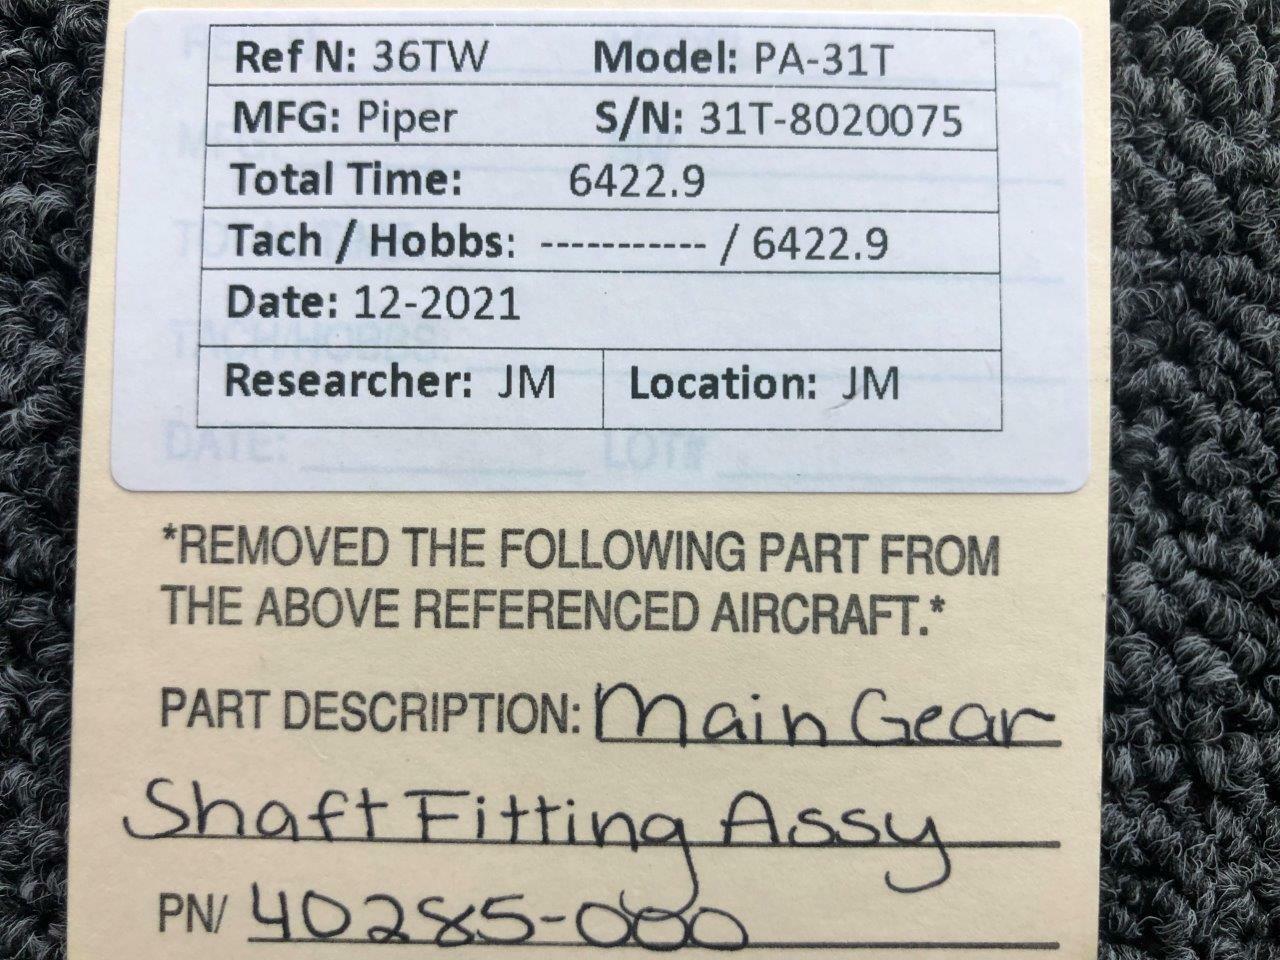 Ref N: 36TW Model: PA-31T
MFG: Piper S/N: 31T-8020075
Total Time: 6422.9
Tach / Hobbs: ----------- / 6422.9
Date: 12-2021
Researcher: JM Location: JM
DATE: LOT#
*REMOVED THE FOLLOWING PART FROM
THE ABOVE REFERENCED AIRCRAFT.*
PART DESCRIPTION: Main Gear
Shaft Fitting Assy
PN/ 40285-000